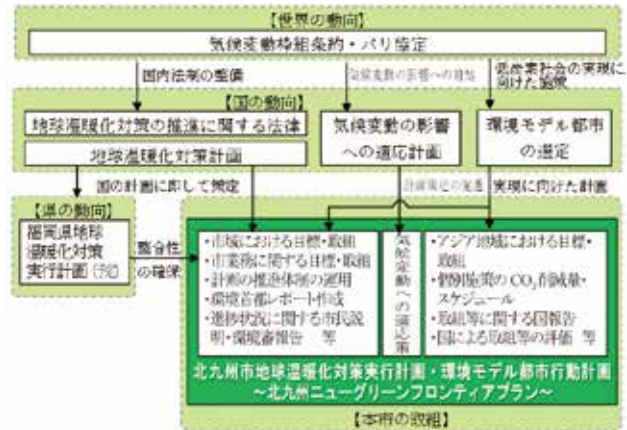 【世界の動向】
気候変動枠組条約・パリ協定
国内法制の整備
気候変動の影響への
低炭素社会の実現に
向けた施策
【国の動向】
地球温暖化対策の推進に関する法律
地球温暖化対策計画
気候変動の影響
への適応計画
環境モデル都市
の選定
国の計画に即して策定
実現に向けた計画
【県の動向】
福岡県地球
温暖化対策
実行計画
整合性
の確保
・市域における目標・取組
・市業務に関する目標・取組
・計画の推進体制の運用
・環境首都レポート作成
・進捗状況に関する市民説
明・環境審報告 等
気候変動への適応策
・アジア地域における目標・
取組
・個別施策のCO₂削減量・
スケジュール
・取組等に関する国報告
・国による取組等の評価 等
北九州市地球温暖化対策実行計画・環境モデル都市行動計画
～北九州ニューグリーンフロンティアプラン～
【本市の取組】